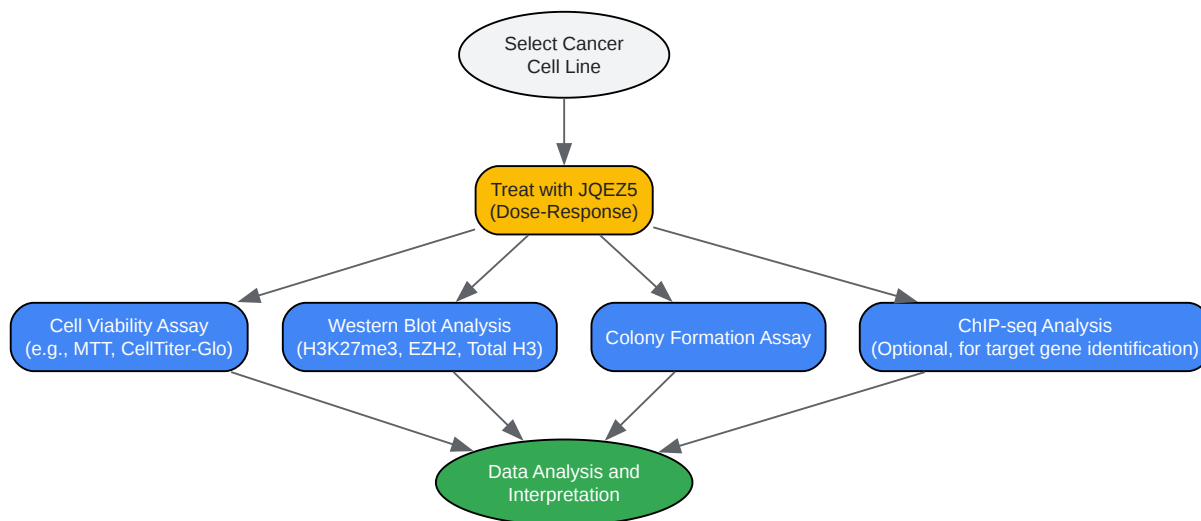 Select Cancer
Cell Line
Treat with JQEZ5
(Dose-Response)
Cell Viability Assay
(e.g., MTT, CellTiter-Glo)
Western Blot Analysis
(H3K27me3, EZH2, Total H3)
Colony Formation Assay
ChIP-seq Analysis
(Optional, for target gene identification)
Data Analysis and
Interpretation